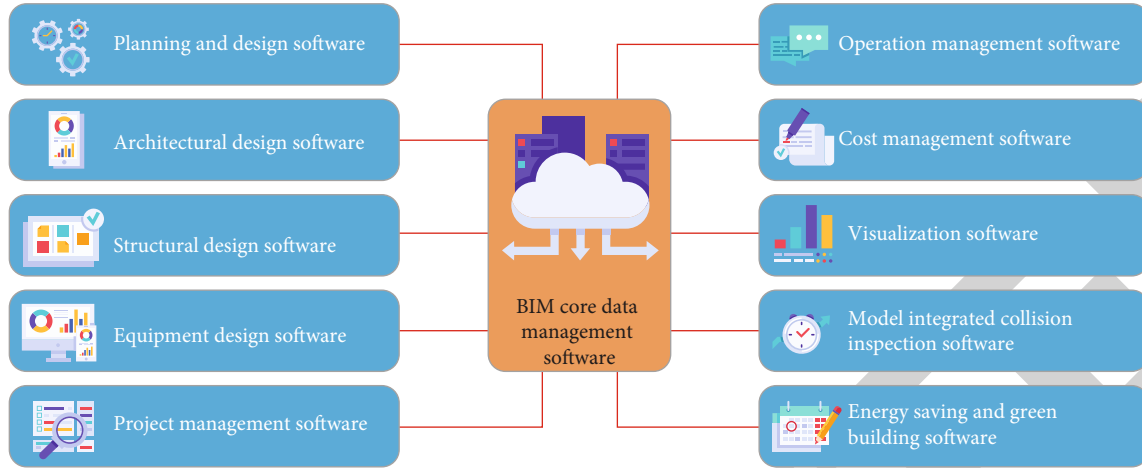 Planning and design software
Architectural design software
Structural design software
Equipment design software
Project management software
BIM core data
management
software
Operation management software
Cost management software
Visualization software
Model integrated collision
inspection software
Energy saving and green
building software